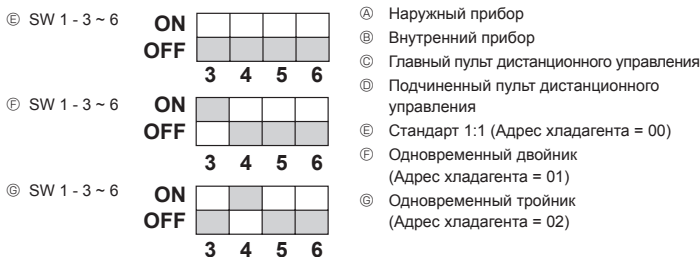 Ⓔ SW 1 - 3 ~ 6
ON
OFF
3 4 5 6
Ⓕ SW 1 - 3 ~ 6
ON
OFF
3 4 5 6
Ⓖ SW 1 - 3 ~ 6
ON
OFF
3 4 5 6
Ⓐ Наружный прибор
Ⓑ Внутренний прибор
Ⓒ Главный пульт дистанционного управления
Ⓓ Подчиненный пульт дистанционного
управления
Ⓔ Стандарт 1:1 (Адрес хладагента = 00)
Ⓕ Одновременный двойник
(Адрес хладагента = 01)
Ⓖ Одновременный тройник
(Адрес хладагента = 02)